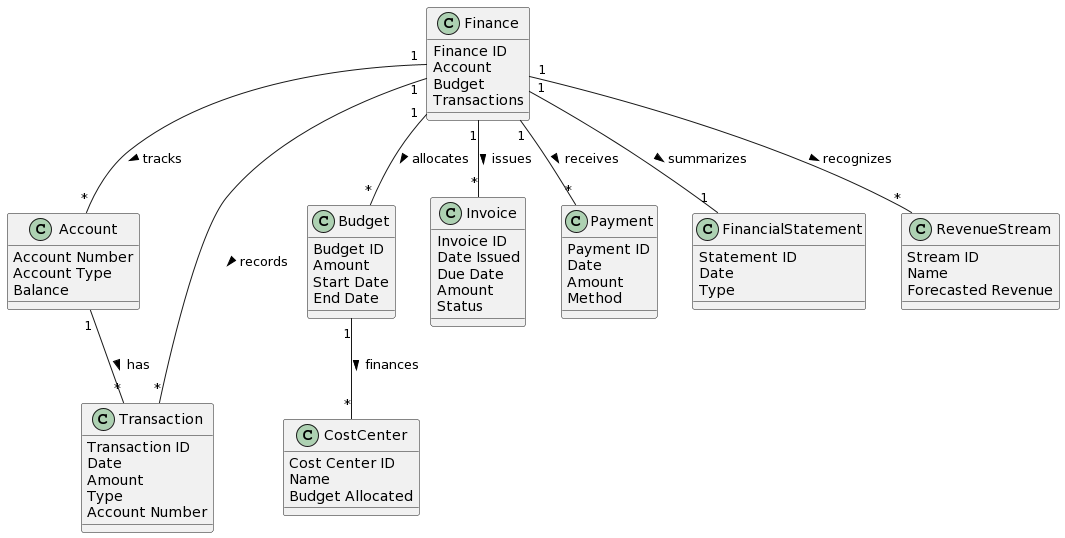 C Finance
Finance ID
Account
Budget
Transactions
1
1
1
1
1
1
1
tracks
allocates
issues
receives
summarizes
recognizes
*
*
*
*
1
*
C Account
Account Number
Account Type
Balance
C Budget
Budget ID
Amount
Start Date
End Date
C Invoice
Invoice ID
Date Issued
Due Date
Amount
Status
C Payment
Payment ID
Date
Amount
Method
C FinancialStatement
Statement ID
Date
Type
C RevenueStream
Stream ID
Name
Forecasted Revenue
records
1
has
*
*
1
finances
*
C Transaction
Transaction ID
Date
Amount
Type
Account Number
C CostCenter
Cost Center ID
Name
Budget Allocated